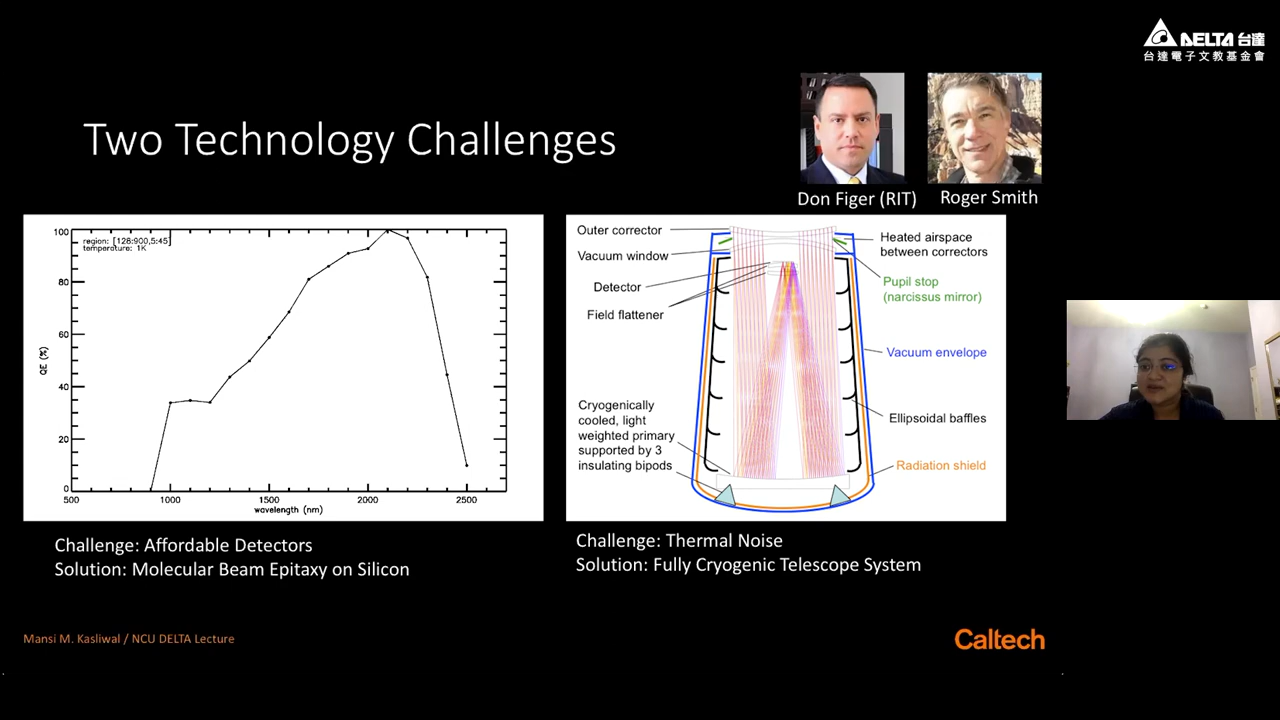 DELTA 台達
台達電子文教基金會
Two Technology Challenges
Don Figer (RIT)
Roger Smith
region: [128:900,5:45]
temperature: 1K
100
80
60
40
20
0
QE (%)
500
1000
1500
2000
2500
wavelength (nm)
Outer corrector
Vacuum window
Detector
Field flattener
Cryogenically
cooled, light
weighted primary
supported by 3
insulating bipods
Heated airspace
between correctors
Pupil stop
(narcissus mirror)
Vacuum envelope
Ellipsoidal baffles
Radiation shield
Challenge: Affordable Detectors
Solution: Molecular Beam Epitaxy on Silicon
Challenge: Thermal Noise
Solution: Fully Cryogenic Telescope System
Mansi M. Kasliwal / NCU DELTA Lecture
Caltech